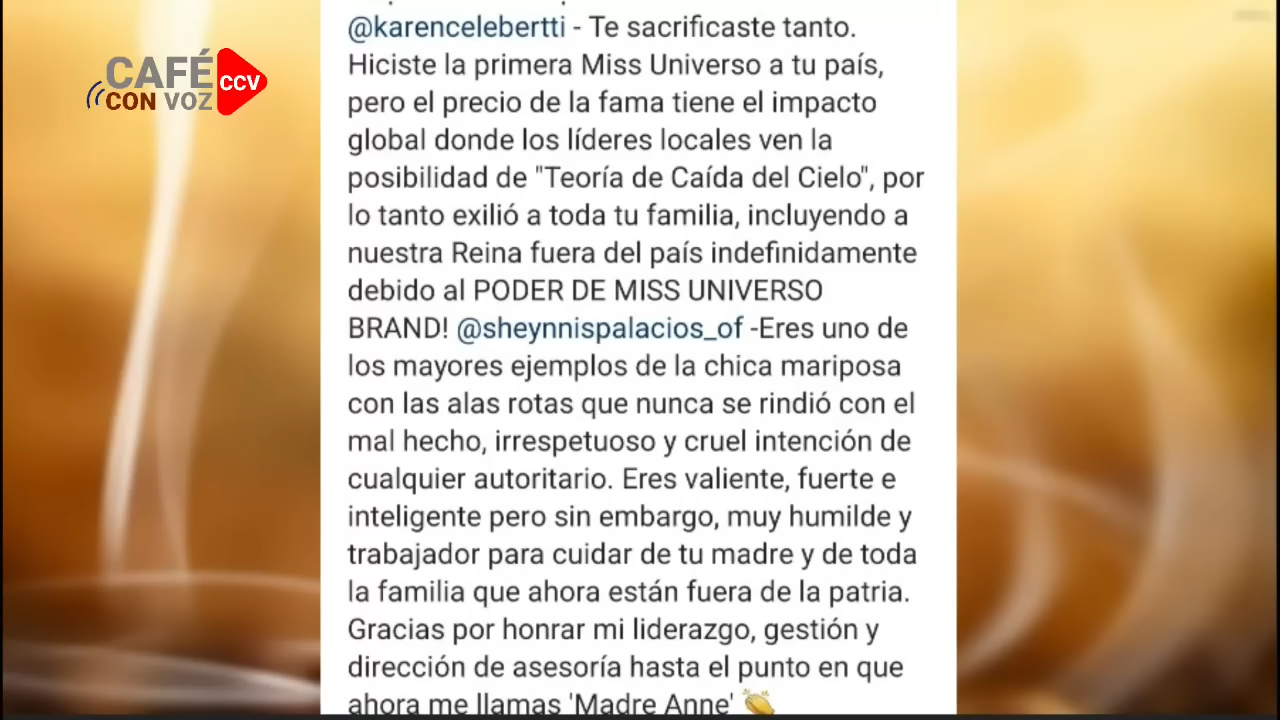 CAFÉ
CON VOZ
CCV
@karencelebertti - Te sacrificaste tanto.
Hiciste la primera Miss Universo a tu país,
pero el precio de la fama tiene el impacto
global donde los líderes locales ven la
posibilidad de "Teoría de Caída del Cielo", por
lo tanto exilió a toda tu familia, incluyendo a
nuestra Reina fuera del país indefinidamente
debido al PODER DE MISS UNIVERSO
BRAND! @sheynnispalacios_of -Eres uno de
los mayores ejemplos de la chica mariposa
con las alas rotas que nunca se rindió con el
mal hecho, irrespetuoso y cruel intención de
cualquier autoritario. Eres valiente, fuerte e
inteligente pero sin embargo, muy humilde y
trabajador para cuidar de tu madre y de toda
la familia que ahora están fuera de la patria.
Gracias por honrar mi liderazgo, gestión y
dirección de asesoría hasta el punto en que
ahora me llamas 'Madre Anne' 👏